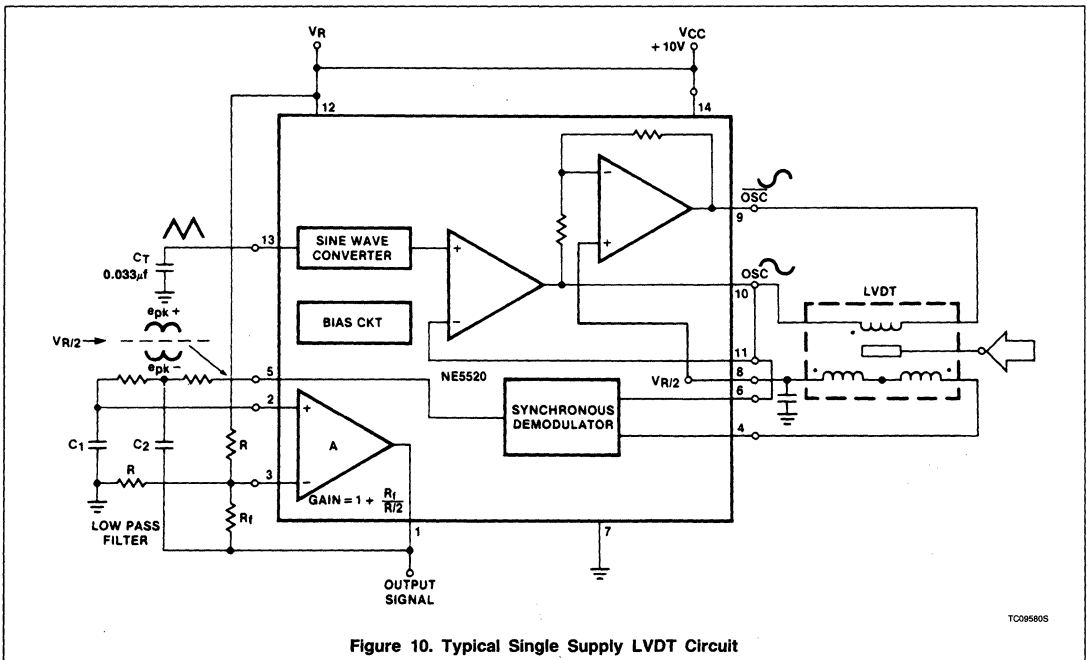 VR
VCC
+10V
12
14
OSC
9
13
SINE WAVE
CONVERTER
+
−
−
+
CT
0.033μf
OSC
10
LVDT
epk+
BIAS CKT
VR/2
epk−
11
5
NE5520
VR/2
8
6
2
+
SYNCHRONOUS
DEMODULATOR
4
C1
C2
R
A
R
3
−
GAIN = 1 + Rf
R/2
LOW PASS
FILTER
Rf
1
7
OUTPUT
SIGNAL
TC09580S
Figure 10. Typical Single Supply LVDT Circuit